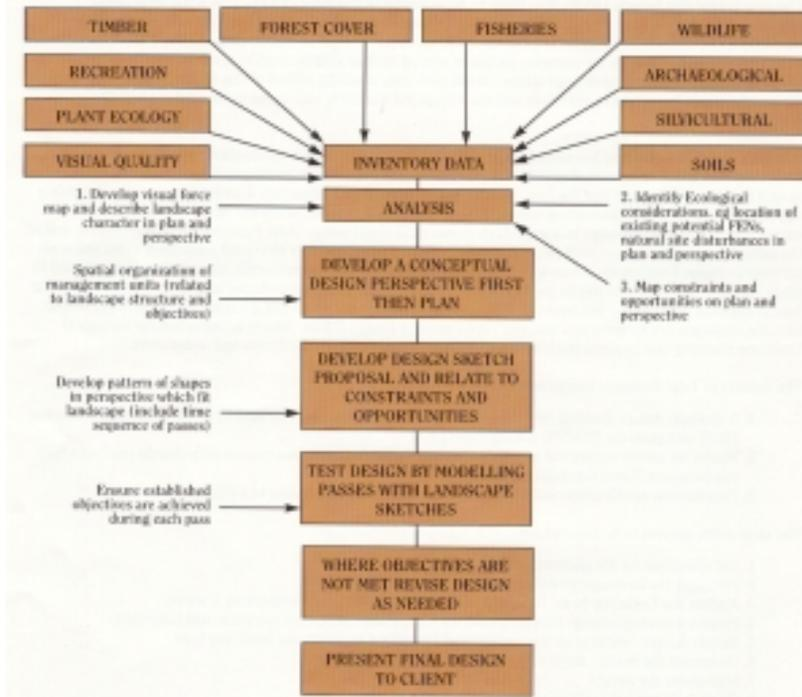 TIMBER
FOREST COVER
FISHERIES
WILDLIFE
RECREATION
ARCHAEOLOGICAL
PLANT ECOLOGY
SILVICULTURAL
VISUAL QUALITY
INVENTORY DATA
SOILS
1. Develop visual force
map and describe landscape
character in plan and
perspective
ANALYSIS
2. Identify Ecological
considerations. eg location of
existing potential FENs,
natural site disturbances in
plan and perspective
3. Map constraints and
opportunities on plan and
perspective
Spatial organization of
management units (related
to landscape structure and
objectives)
DEVELOP A CONCEPTUAL
DESIGN PERSPECTIVE FIRST
THEN PLAN
Develop pattern of shapes
in perspective which fit
landscape (include time
sequence of passes)
DEVELOP DESIGN SKETCH
PROPOSAL AND RELATE TO
CONSTRAINTS AND
OPPORTUNITIES
Ensure established
objectives are achieved
during each pass
TEST DESIGN BY MODELLING
PASSES WITH LANDSCAPE
SKETCHES
WHERE OBJECTIVES ARE
NOT MET REVISE DESIGN
AS NEEDED
PRESENT FINAL DESIGN
TO CLIENT